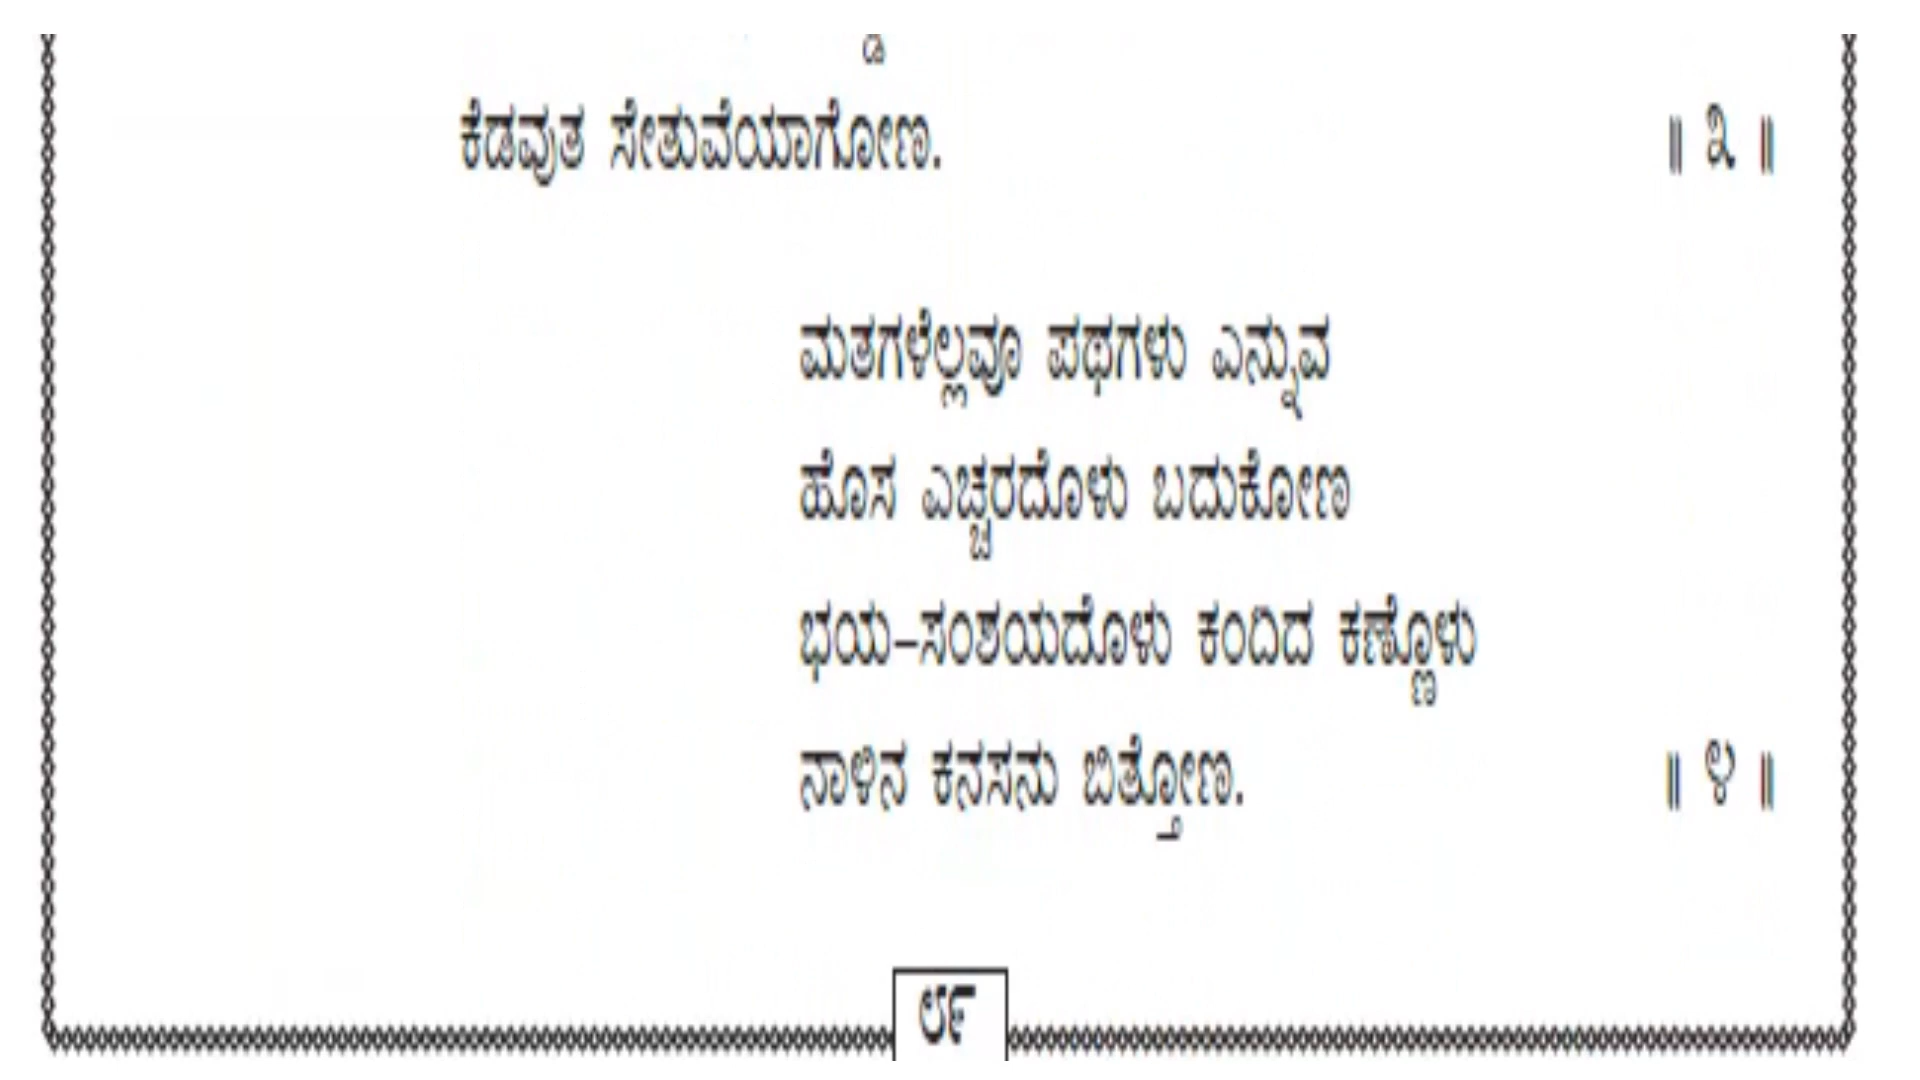 ಕೆಡವುತ ಸೇತುವೆಯಾಗೋಣ. ॥ ೩ ॥
ಮತಗಳೆಲ್ಲವೂ ಪಥಗಳು ಎನ್ನುವ
ಹೊಸ ಎಚ್ಚರದೊಳು ಬದುಕೋಣ
ಭಯ-ಸಂಶಯದೊಳು ಕಂದಿದ ಕಣ್ಣೊಳು
ನಾಳಿನ ಕನಸನು ಬಿತ್ತೋಣ. ॥ ೪ ॥
೮೯